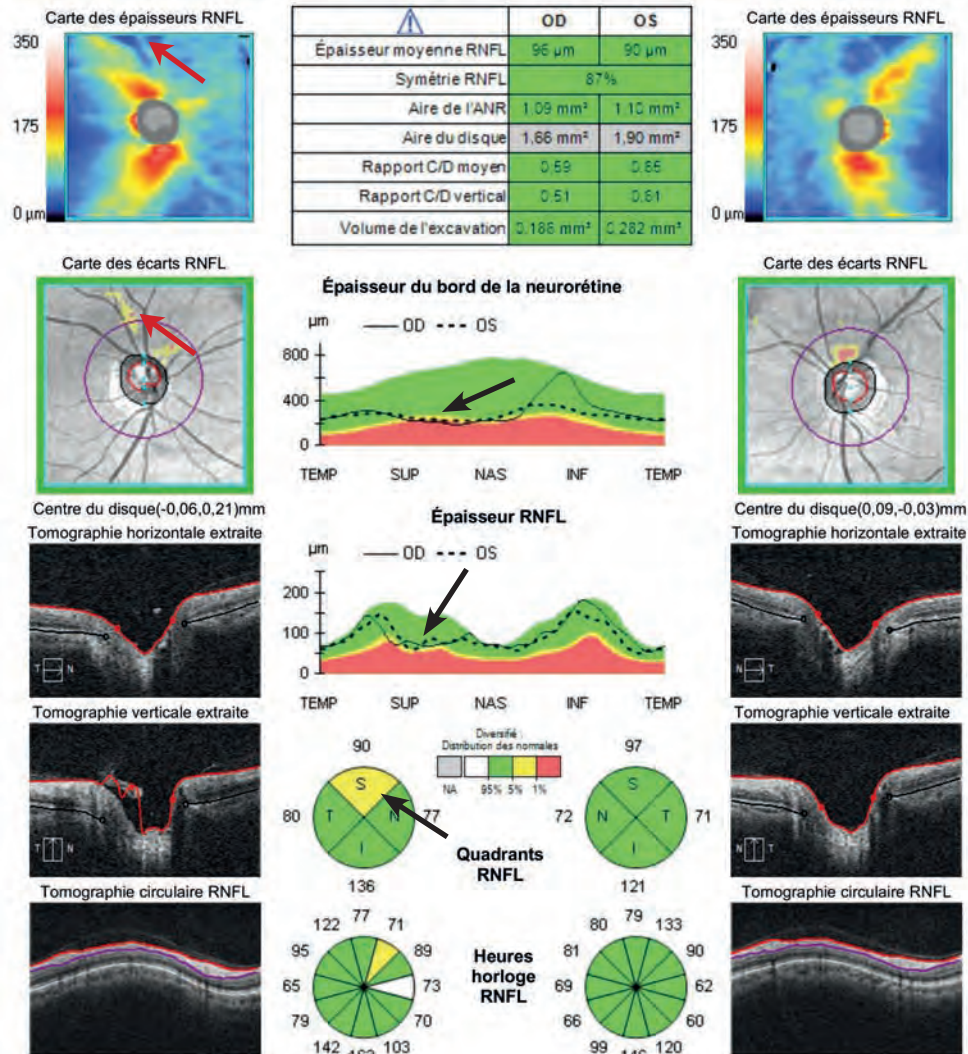 Carte des épaisseurs RNFL
350
175
0 µm
OD OS
Épaisseur moyenne RNFL 96 µm 90 µm
Symétrie RNFL 87%
Aire de l'ANR 1,09 mm² 1,10 mm²
Aire du disque 1,66 mm² 1,90 mm²
Rapport C/D moyen 0,59
Rapport C/D vertical 0,51
Volume de l'excavation 0,188 mm³ 0,282 mm³
Carte des épaisseurs RNFL
350
175
0 µm
Carte des écarts RNFL
Centre du disque(-0,06,0,21)mm
Épaisseur du bord de la neurorétine
µm
OD OS
800
400
0
TEMP SUP NAS INF TEMP
Carte des écarts RNFL
Centre du disque(0,09,-0,03)mm
Tomographie horizontale extraite
T N
Épaisseur RNFL
µm
OD OS
200
100
0
TEMP SUP NAS INF TEMP
Tomographie horizontale extraite
N T
Tomographie verticale extraite
T N
90
S
80 T N 77
I
136
Diversifié :
Distribution des normales
NA 95% 5% 1%
Quadrants
RNFL
97
S
72 N T 71
I
121
Tomographie verticale extraite
N T
Tomographie circulaire RNFL
122 77 71
95 89
65 73
79 70
142 103
Heures
horloge
RNFL
80 79 133
81 90
69 62
66 60
99 120
Tomographie circulaire RNFL